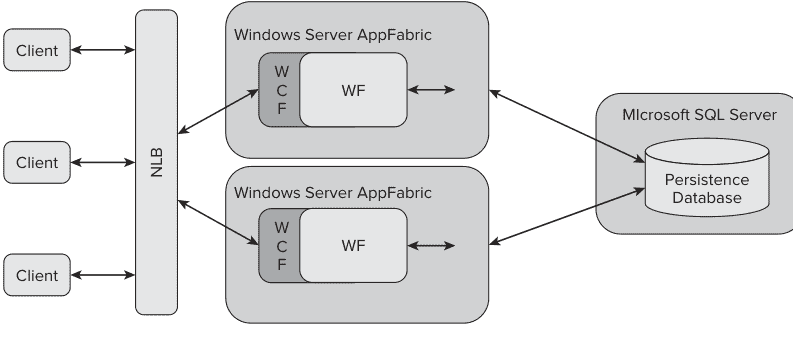 Client
Client
Client
NLB
Windows Server AppFabric
W
C
F
WF
Windows Server AppFabric
W
C
F
WF
MIcrosoft SQL Server
Persistence
Database